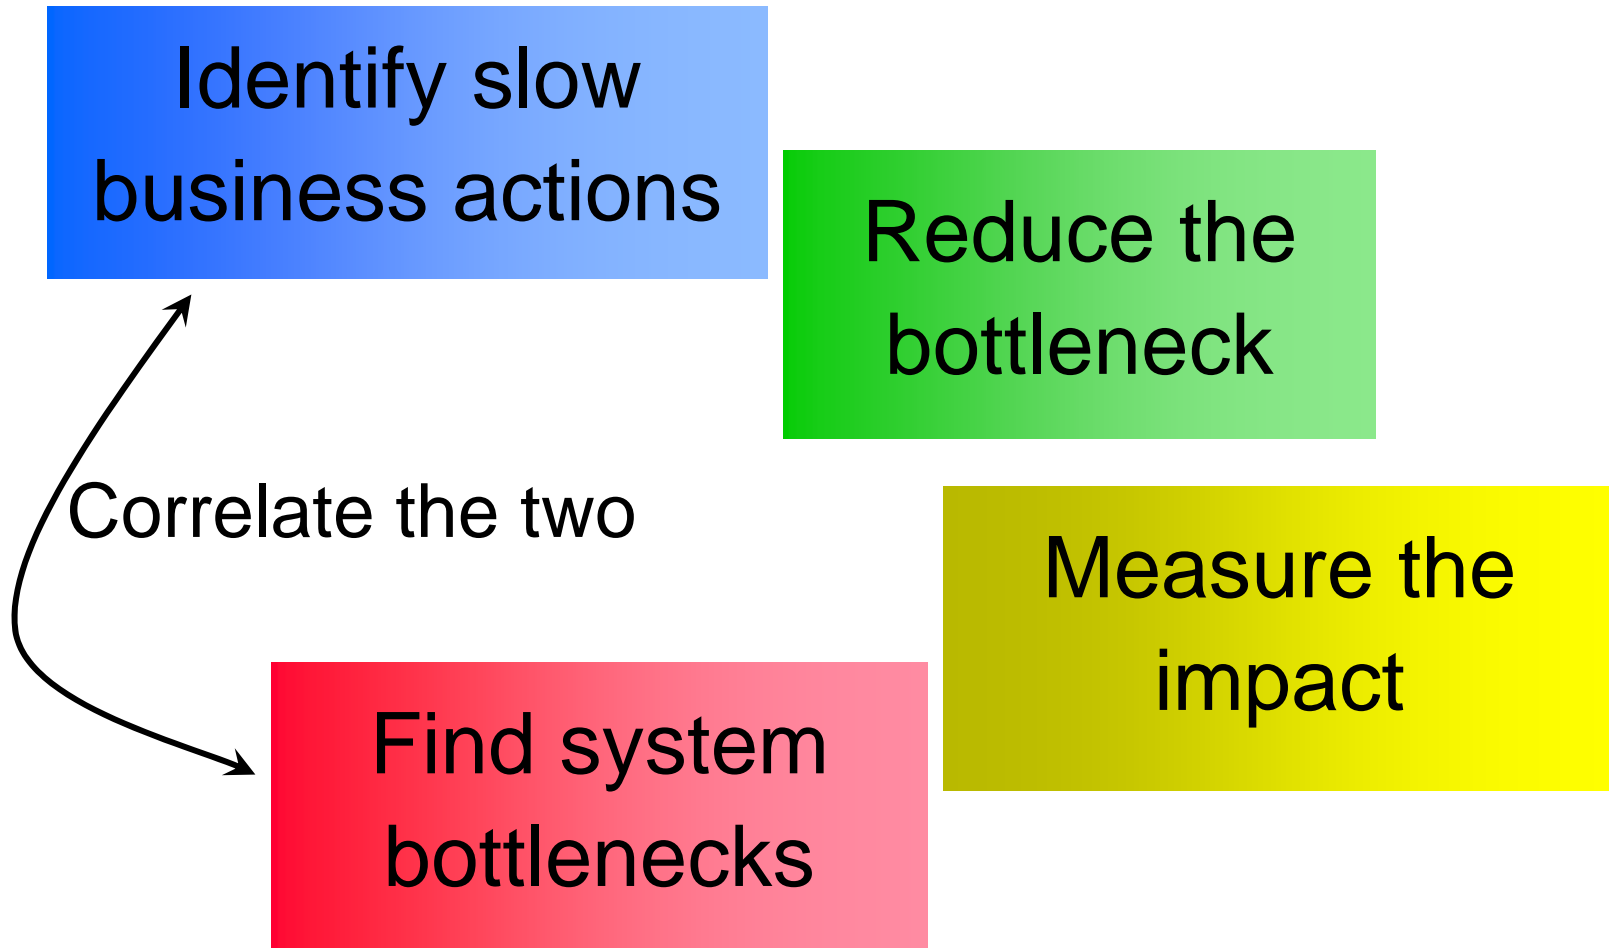 Identify slow
business actions
Reduce the
bottleneck
Correlate the two
Measure the
impact
Find system
bottlenecks